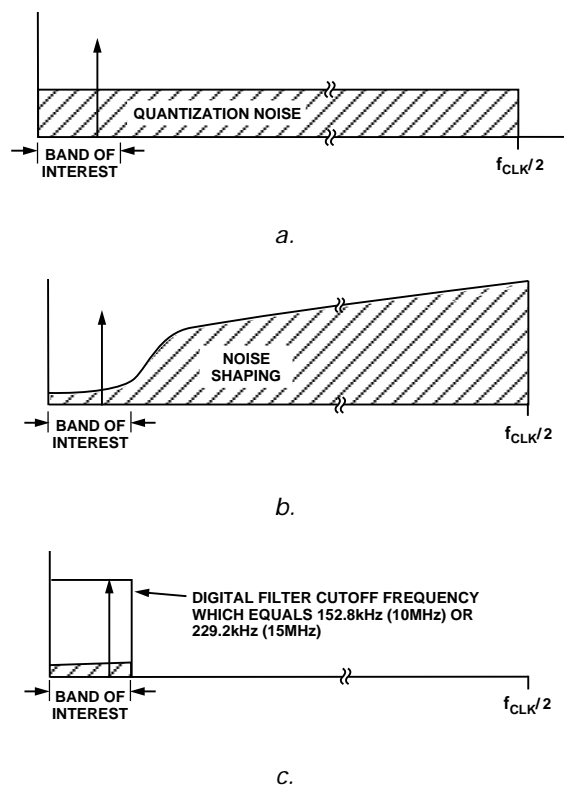 QUANTIZATION NOISE
BAND OF
INTEREST
fCLK/2
a.
NOISE
SHAPING
BAND OF
INTEREST
fCLK/2
b.
DIGITAL FILTER CUTOFF FREQUENCY
WHICH EQUALS 152.8kHz (10MHz) OR
229.2kHz (15MHz)
BAND OF
INTEREST
fCLK/2
c.